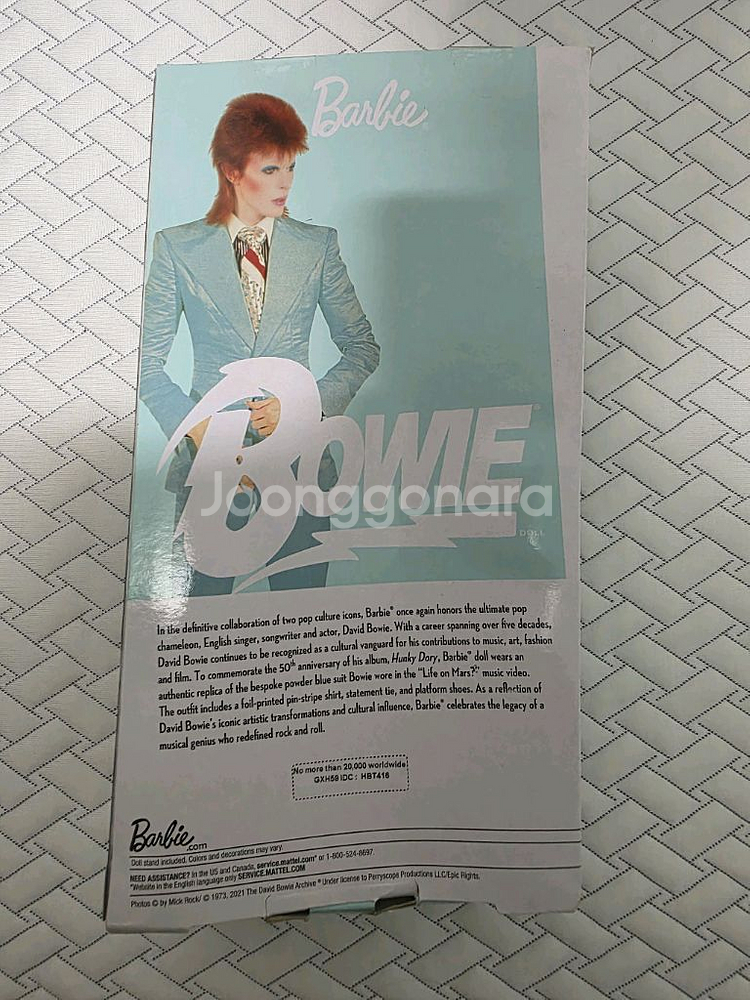 Barbie
BOWIE
DOLL
Joonggonara
In the definitive collaboration of two pop culture icons, Barbie® once again honors the ultimate pop
chameleon, English singer, songwriter and actor, David Bowie. With a career spanning over five decades,
David Bowie continues to be recognized as a cultural vanguard for his contributions to music, art, fashion
and film. To commemorate the 50th anniversary of his album, Hunky Dory, Barbie® doll wears an
authentic replica of the bespoke powder blue suit Bowie wore in the "Life on Mars?" music video.
The outfit includes a foil-printed pin-stripe shirt, statement tie, and platform shoes. As a reflection of
David Bowie's iconic artistic transformations and cultural influence, Barbie® celebrates the legacy of a
musical genius who redefined rock and roll.
No more than 20,000 worldwide
GXH59 IDC : HBT416
Barbie.com
Doll stand included. Colors and decorations may vary.
NEED ASSISTANCE? In the US and Canada, service.mattel.com* or 1-800-524-8697.
*Website in the English language only SERVICE.MATTEL.COM
Photos © by Mick Rock/ © 1973, 2021 The David Bowie Archive ® Under license to Perryscope Productions LLC/Epic Rights.